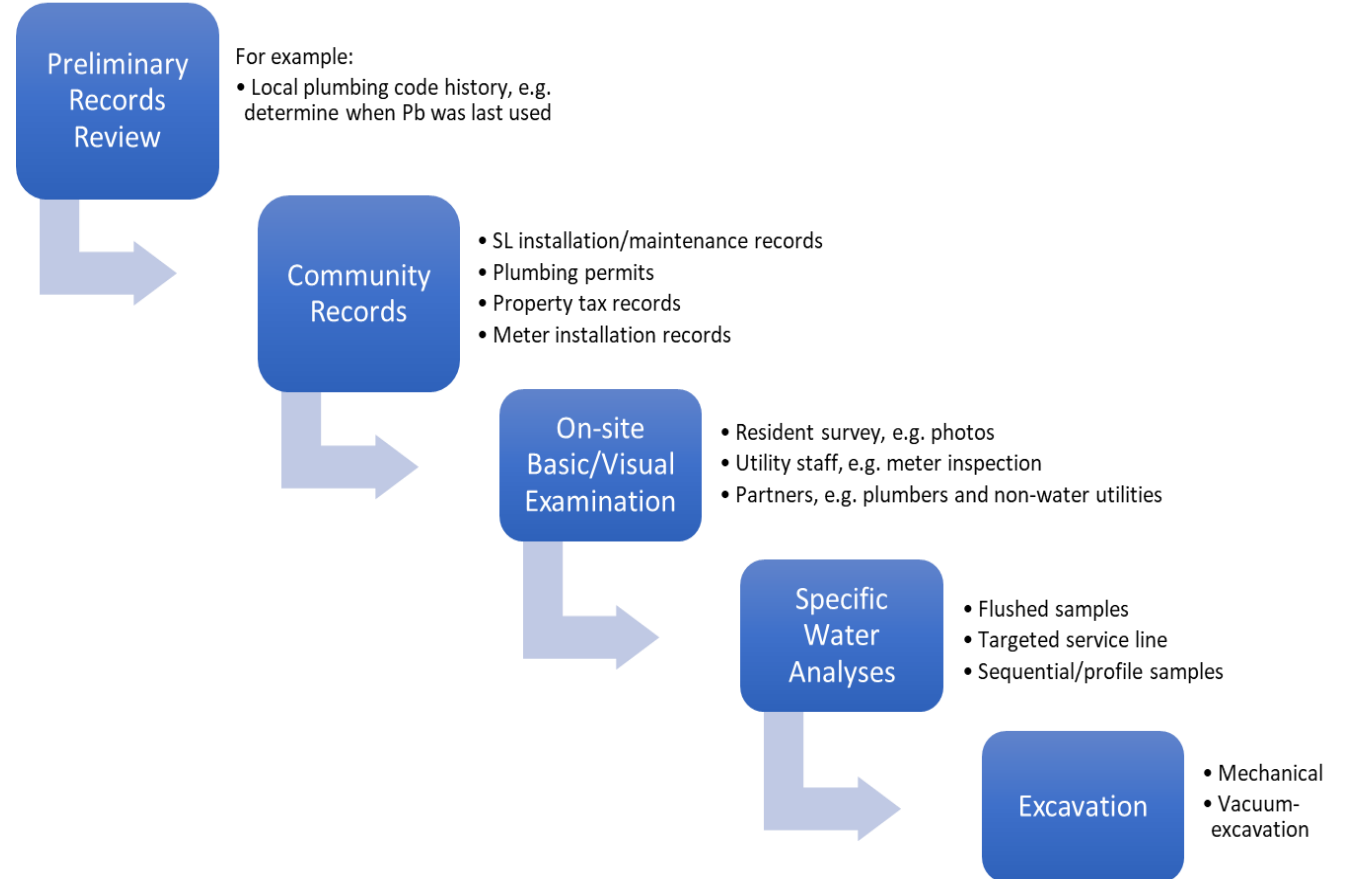 Preliminary
Records
Review
For example:
• Local plumbing code history, e.g.
determine when Pb was last used
Community
Records
• SL installation/maintenance records
• Plumbing permits
• Property tax records
• Meter installation records
On-site
Basic/Visual
Examination
• Resident survey, e.g. photos
• Utility staff, e.g. meter inspection
• Partners, e.g. plumbers and non-water utilities
Specific
Water
Analyses
• Flushed samples
• Targeted service line
• Sequential/profile samples
Excavation
• Mechanical
• Vacuum-
excavation